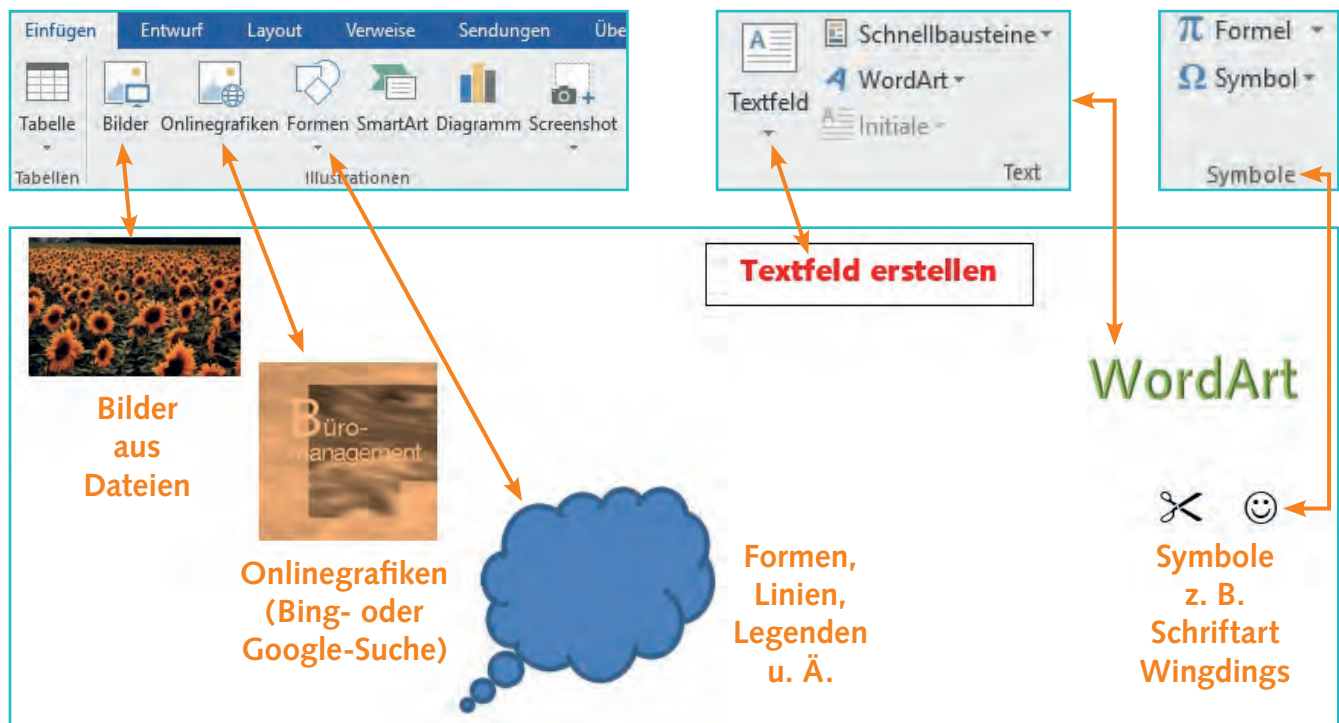 Einfügen Entwurf Layout Verweise Sendungen Übe
Tabelle Bilder Onlinegrafiken Formen SmartArt Diagramm Screenshot
Tabellen Illustrationen
Schnellbausteine
WordArt
Textfeld
Initiale
Text
π Formel
Ω Symbol
Symbole
Textfeld erstellen
WordArt
Bilder
aus
Dateien
Büro-
management
Onlinegrafiken
(Bing- oder
Google-Suche)
Formen,
Linien,
Legenden
u. Ä.
Symbole
z. B.
Schriftart
Wingdings